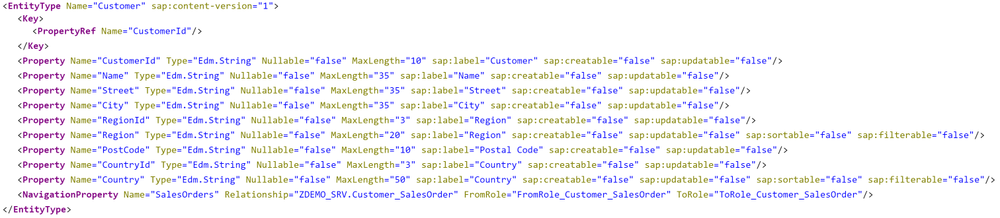 <EntityType Name="Customer" sap:content-version="1">
<Key>
<PropertyRef Name="CustomerId"/>
</Key>
<Property Name="CustomerId" Type="Edm.String" Nullable="false" MaxLength="10" sap:label="Customer" sap:creatable="false" sap:updatable="false"/>
<Property Name="Name" Type="Edm.String" Nullable="false" MaxLength="35" sap:label="Name" sap:creatable="false" sap:updatable="false"/>
<Property Name="Street" Type="Edm.String" Nullable="false" MaxLength="35" sap:label="Street" sap:creatable="false" sap:updatable="false"/>
<Property Name="City" Type="Edm.String" Nullable="false" MaxLength="35" sap:label="City" sap:creatable="false" sap:updatable="false"/>
<Property Name="RegionId" Type="Edm.String" Nullable="false" MaxLength="3" sap:label="Region" sap:creatable="false" sap:updatable="false"/>
<Property Name="Region" Type="Edm.String" Nullable="false" MaxLength="20" sap:label="Region" sap:creatable="false" sap:updatable="false" sap:sortable="false" sap:filterable="false"/>
<Property Name="PostCode" Type="Edm.String" Nullable="false" MaxLength="10" sap:label="Postal Code" sap:creatable="false" sap:updatable="false"/>
<Property Name="CountryId" Type="Edm.String" Nullable="false" MaxLength="3" sap:label="Country" sap:creatable="false" sap:updatable="false"/>
<Property Name="Country" Type="Edm.String" Nullable="false" MaxLength="50" sap:label="Country" sap:creatable="false" sap:updatable="false" sap:sortable="false" sap:filterable="false"/>
<NavigationProperty Name="SalesOrders" Relationship="ZDEMO_SRV.Customer_SalesOrder" FromRole="FromRole_Customer_SalesOrder" ToRole="ToRole_Customer_SalesOrder"/>
</EntityType>